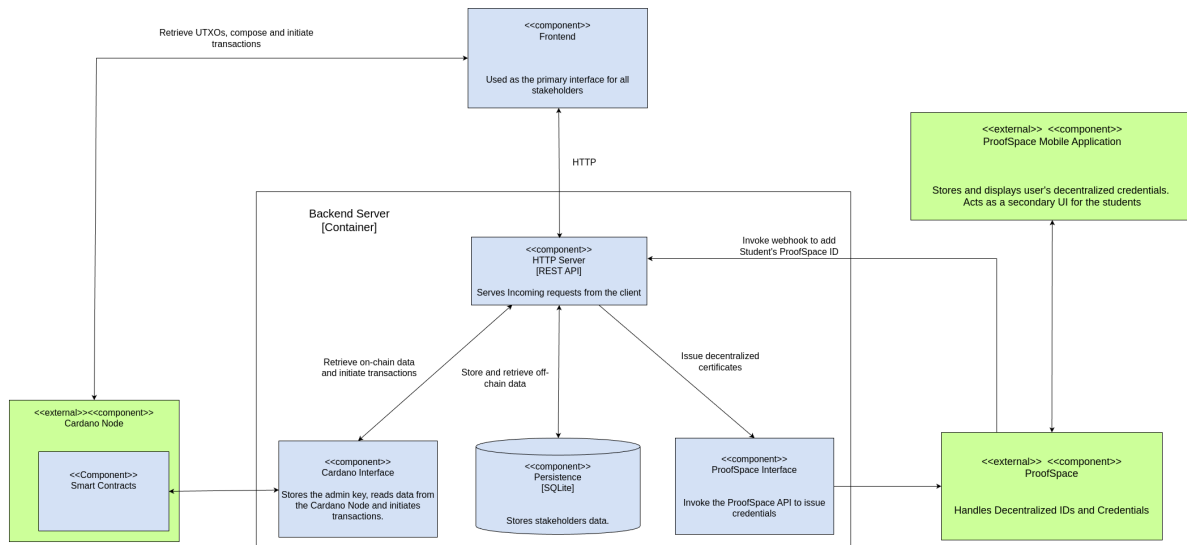 <<component>>
Frontend
Used as the primary interface for all
stakeholders
Retrieve UTXOs, compose and initiate
transactions
HTTP
<<external>> <<component>>
ProofSpace Mobile Application
Stores and displays user's decentralized credentials.
Acts as a secondary UI for the students
Backend Server
[Container]
<<component>>
HTTP Server
[REST API]
Serves Incoming requests from the client
Invoke webhook to add
Student's ProofSpace ID
Retrieve on-chain data
and initiate transactions
Store and retrieve off-
chain data
Issue decentralized
certificates
<<external>><<component>>
Cardano Node
<<Component>>
Smart Contracts
<<component>>
Cardano Interface
Stores the admin key, reads data from
the Cardano Node and initiates
transactions.
<<component>>
Persistence
[SQLite]
Stores stakeholders data.
<<component>>
ProofSpace Interface
Invoke the ProofSpace API to issue
credentials
<<external>> <<component>>
ProofSpace
Handles Decentralized IDs and Credentials